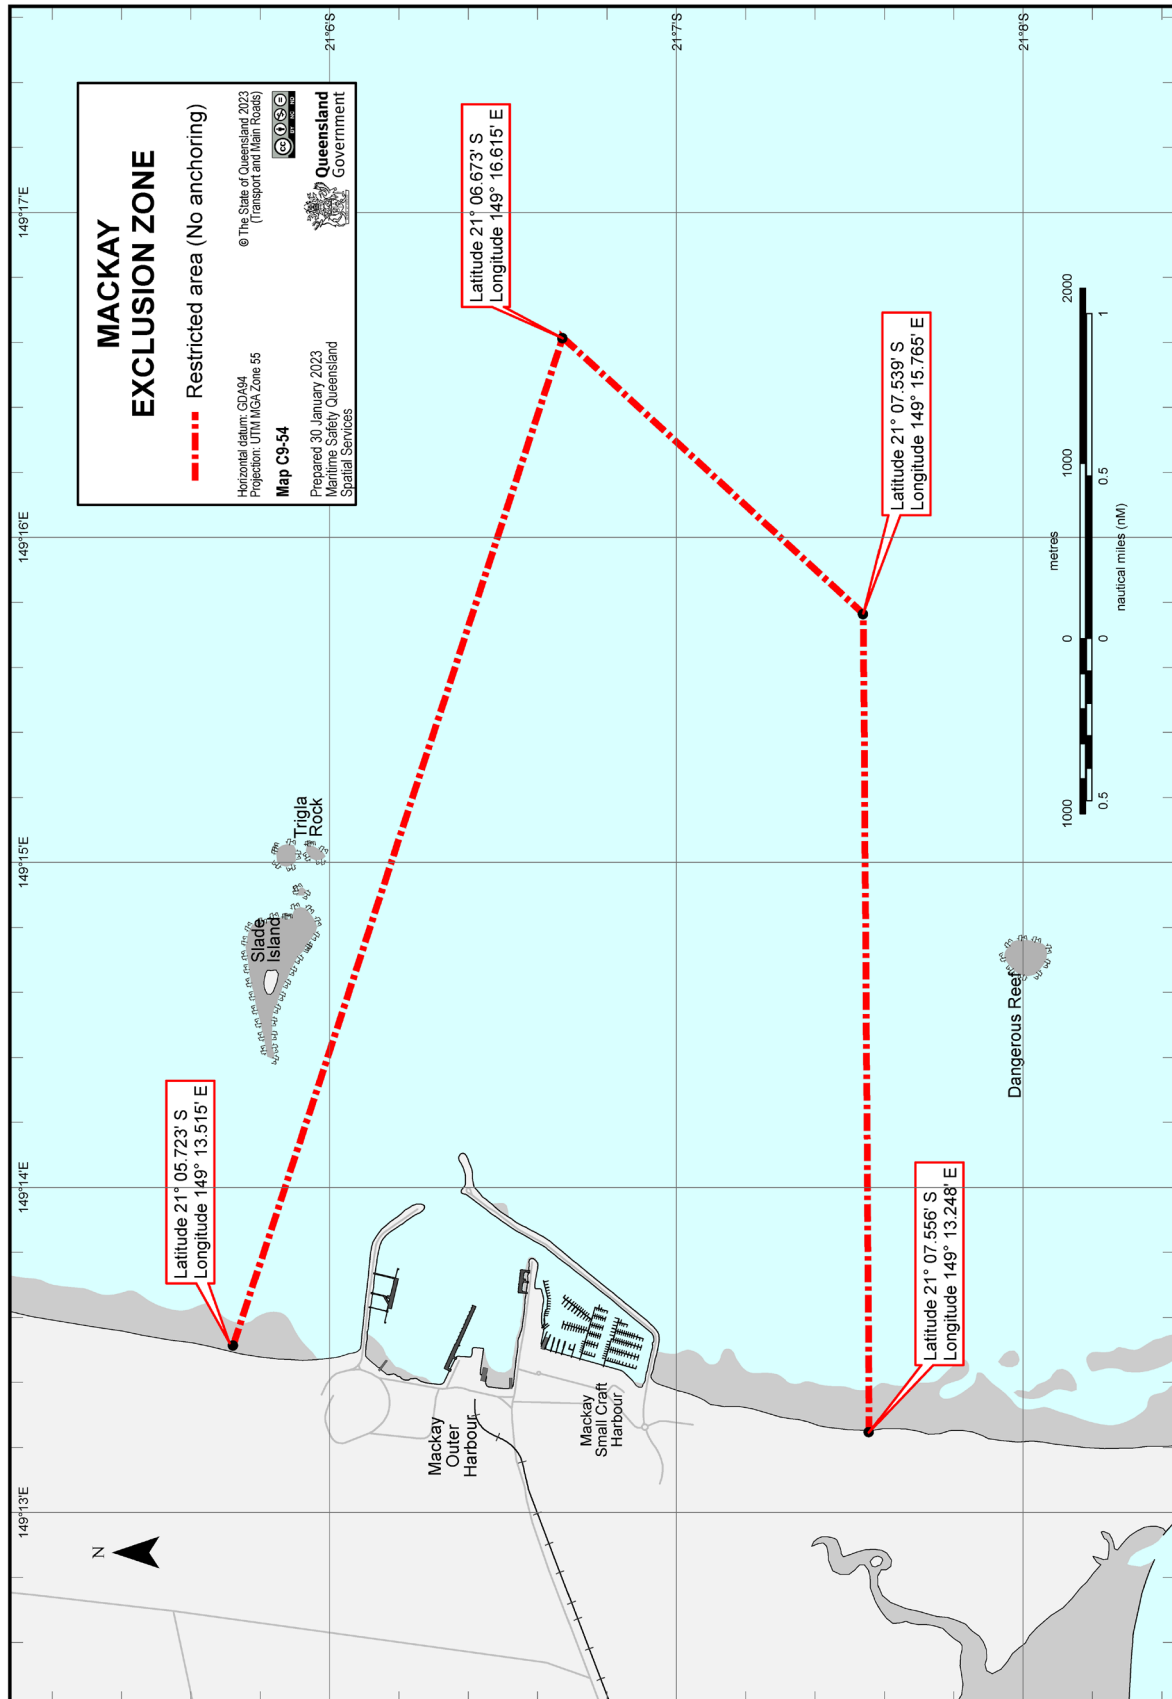 MACKAY
EXCLUSION ZONE
Restricted area (No anchoring)
Horizontal datum: GDA94
Projection: UTM MGA Zone 55
Map C9-54
Prepared 30 January 2023
Maritime Safety Queensland
Spatial Services
© The State of Queensland 2023
(Transport and Main Roads)
cc
BY NC ND
Queensland
Government
N
149°13'E
149°14'E
149°15'E
149°16'E
149°17'E
21°6'S
21°7'S
21°8'S
Latitude 21° 05.723' S
Longitude 149° 13.515' E
Slade
Island
Trigla
Rock
Latitude 21° 06.673' S
Longitude 149° 16.615' E
Mackay
Outer
Harbour
Mackay
Small Craft
Harbour
Latitude 21° 07.539' S
Longitude 149° 15.765' E
Latitude 21° 07.556' S
Longitude 149° 13.248' E
Dangerous Reef
metres
1000 0 1000 2000
0.5 0 0.5 1
nautical miles (nM)